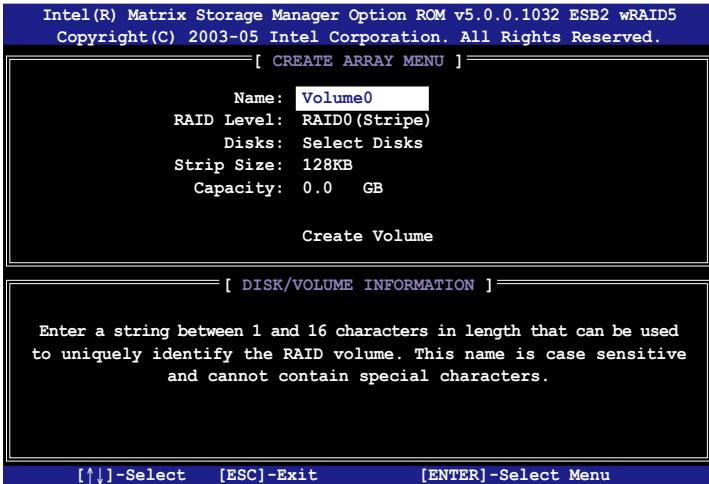 Intel(R) Matrix Storage Manager Option ROM v5.0.0.1032 ESB2 wRAID5
Copyright(C) 2003-05 Intel Corporation. All Rights Reserved.
[ CREATE ARRAY MENU ]
Name: Volume0
RAID Level: RAID0(Stripe)
Disks: Select Disks
Strip Size: 128KB
Capacity: 0.0 GB
Create Volume
[ DISK/VOLUME INFORMATION ]
Enter a string between 1 and 16 characters in length that can be used
to uniquely identify the RAID volume. This name is case sensitive
and cannot contain special characters.
[↑↓]-Select [ESC]-Exit [ENTER]-Select Menu